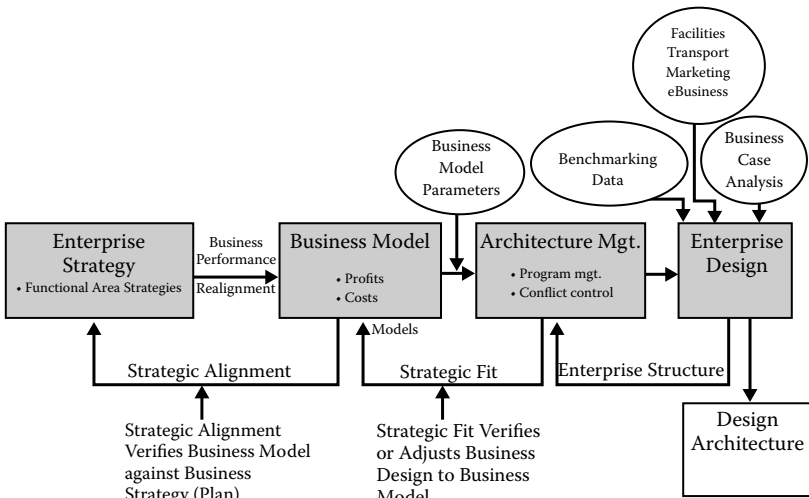 Facilities
Transport
Marketing
eBusiness
Business
Model
Parameters
Benchmarking
Data
Business
Case
Analysis
Enterprise
Strategy
• Functional Area Strategies
Business
Performance
Realignment
Business Model
• Profits
• Costs
Architecture Mgt.
• Program mgt.
• Conflict control
Enterprise
Design
Models
Strategic Alignment
Strategic Fit
Enterprise Structure
Strategic Alignment
Verifies Business Model
against Business
Strategy (Plan)
Strategic Fit Verifies
or Adjusts Business
Design to Business
Model
Design
Architecture